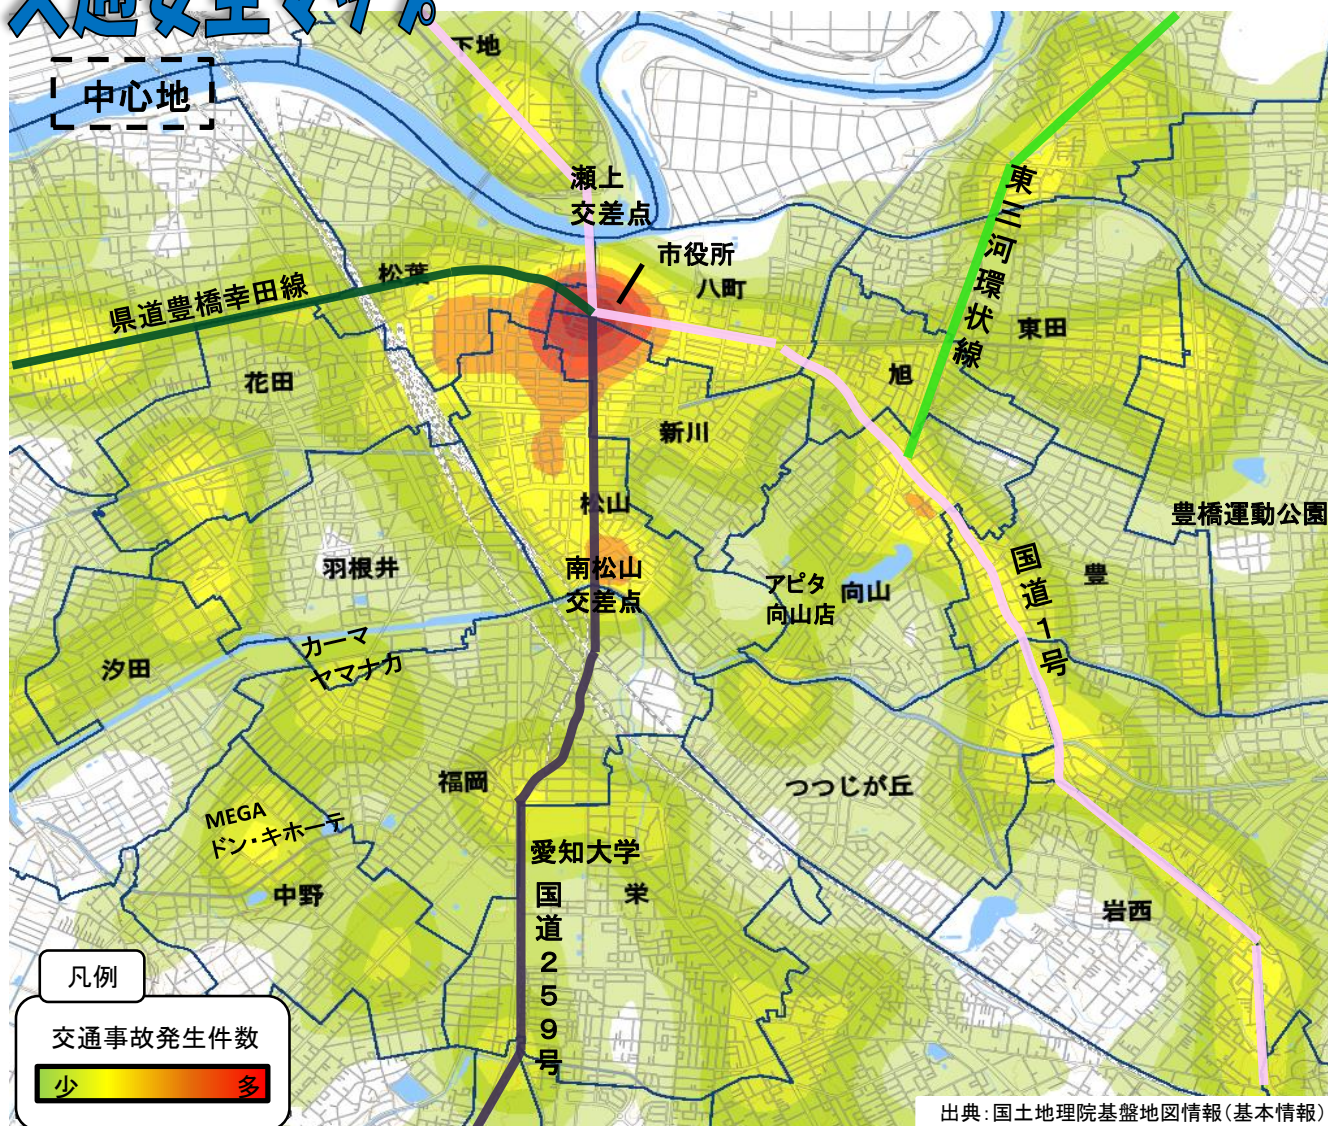 交通安全マップ
下地
中心地
瀬上
交差点
市役所
八町
松葉
県道豊橋幸田線
東三河環状線
東田
花田
旭
新川
松山
豊橋運動公園
南松山
交差点
羽根井
アピタ
向山店
向山
国道1号
豊
カーマ
ヤマナカ
汐田
福岡
つつじが丘
MEGA
ドン・キホーテ
愛知大学
中野
栄
国道259号
岩西
凡例
交通事故発生件数
少
多
出典:国土地理院基盤地図情報(基本情報)